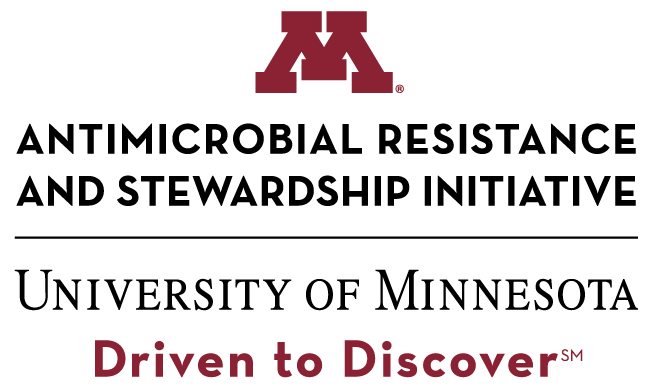 M®
ANTIMICROBIAL RESISTANCE
AND STEWARDSHIP INITIATIVE
UNIVERSITY OF MINNESOTA
Driven to Discover℠